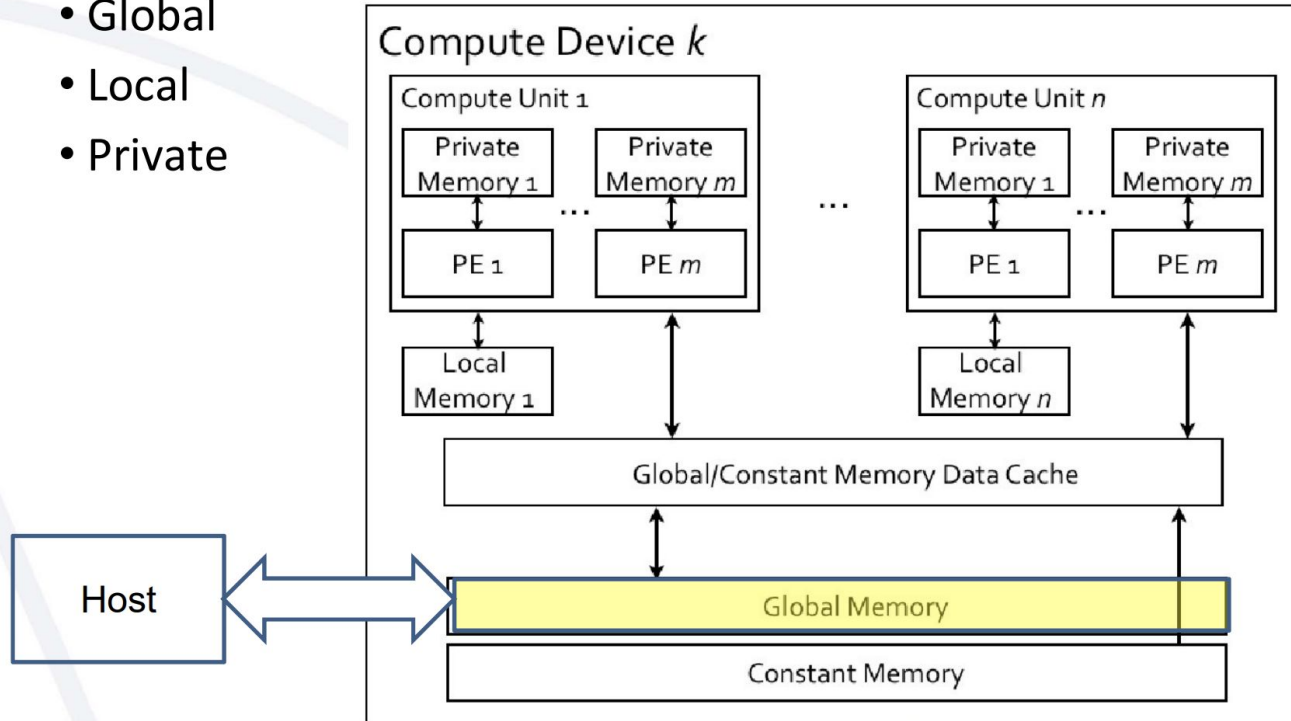 • Global
• Local
• Private
Compute Device k
Compute Unit 1
Private
Memory 1
Private
Memory m
...
PE 1
PE m
Local
Memory 1
...
Compute Unit n
Private
Memory 1
Private
Memory m
...
PE 1
PE m
Local
Memory n
Global/Constant Memory Data Cache
Host
Global Memory
Constant Memory